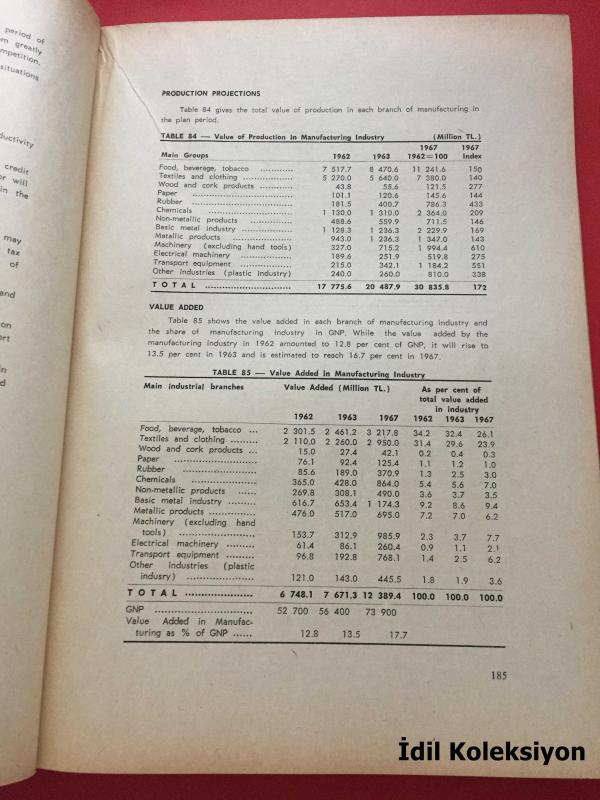 period of
em greatly
mpetition.
situations
ductivity
credit
or will
in the
may
tax
of
and
on
ort
in
d
PRODUCTION PROJECTIONS
Table 84 gives the total value of production in each branch of manufacturing in
the plan period.
TABLE 84 — Value of Production in Manufacturing Industry (Million TL.)
1967 1967
Main Groups 1962 1963 1962=100 Index
Food, beverage, tobacco ............ 7 517.7 8 470.6 11 241.6 150
Textiles and clothing .................. 5 270.0 5 640.0 7 380.0 140
Wood and cork products ............ 43.8 55.6 121.5 277
Paper .................................... 101.1 120.6 145.6 144
Rubber .................................. 181.5 400.7 786.3 433
Chemicals .............................. 1 130.0 1 310.0 2 364.0 209
Non-metallic products ................ 488.6 559.9 711.5 146
Basic metal industry .................. 1 128.3 1 236.3 2 229.9 169
Metallic products ...................... 943.0 1 236.3 1 347.0 143
Machinery (excluding hand tools) 327.0 715.2 1 994.4 610
Electrical machinery .................. 189.6 251.9 519.8 275
Transport equipment .................. 215.0 342.1 1 184.2 551
Other Industries (plastic industry) 240.0 260.0 810.0 338
TOTAL .............................. 17 775.6 20 487.9 30 835.8 172
VALUE ADDED
Table 85 shows the value added in each branch of manufacturing industry and
the share of manufacturing industry in GNP. While the value added by the
manufacturing industry in 1962 amounted to 12.8 per cent of GNP, it will rise to
13.5 per cent in 1963 and is estimated to reach 16.7 per cent in 1967.
TABLE 85 — Value Added in Manufacturing Industry
Main industrial branches Value Added (Million TL.) As per cent of
total value added
in industry
1962 1963 1967 1962 1963 1967
Food, beverage, tobacco ... 2 301.5 2 461.2 3 217.8 34.2 32.4 26.1
Textiles and clothing ......... 2 110,0 2 260.0 2 950.0 31.4 29.6 23.9
Wood and cork products ... 15.0 27.4 42.1 0.2 0.4 0.3
Paper ..................... 76.1 92.4 125.4 1.1 1.2 1.0
Rubber ..................... 85.6 189.0 370.9 1.3 2.5 3.0
Chemicals ..................... 365.0 428.0 864.0 5.4 5.6 7.0
Non-metallic products ...... 269.8 308.1 490.0 3.6 3.7 3.5
Basic metal industry ......... 616.7 653.4 1 174.3 9.2 8.6 9.4
Metallic products ............... 476.0 517.0 695.0 7.2 7.0 6.2
Machinery (excluding hand
tools) ..................... 153.7 312.9 985.9 2.3 3.7 7.7
Electrical machinery ......... 61.4 86.1 260.4 0.9 1.1 2.1
Transport equipment ......... 96.8 192.8 768.1 1.4 2.5 6.2
Other industries (plastic
indusry) ..................... 121.0 143.0 445.5 1.8 1.9 3.6
TOTAL ..................... 6 748.1 7 671.3 12 389.4 100.0 100.0 100.0
GNP .............................. 52 700 56 400 73 900
Value Added in Manufac-
turing as % of GNP ...... 12.8 13.5 17.7
185
İdil Koleksiyon